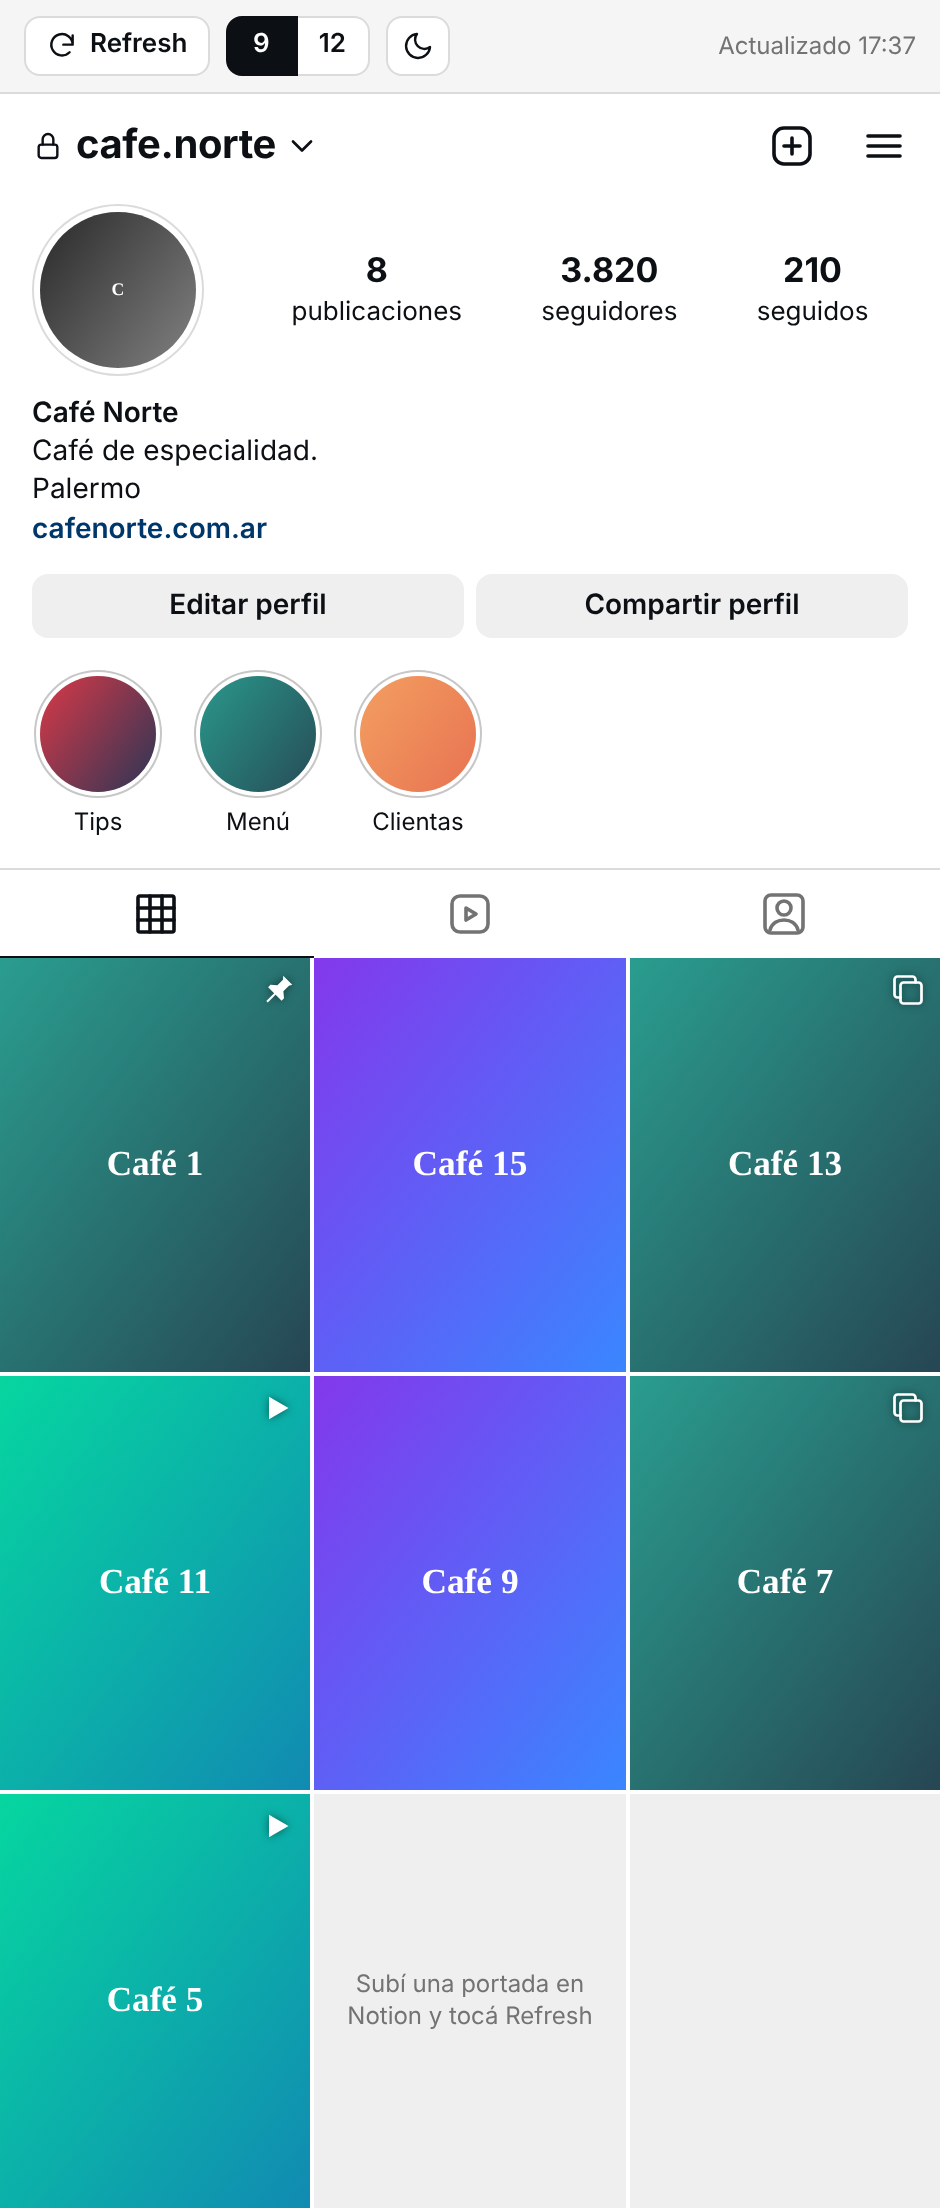 Refresh
9
12
Actualizado 17:37
cafe.norte
C
8
publicaciones
3.820
seguidores
210
seguidos
Café Norte
Café de especialidad.
Palermo
cafenorte.com.ar
Editar perfil
Compartir perfil
Tips
Menú
Clientas
Café 1
Café 15
Café 13
Café 11
Café 9
Café 7
Café 5
Subí una portada en
Notion y tocá Refresh